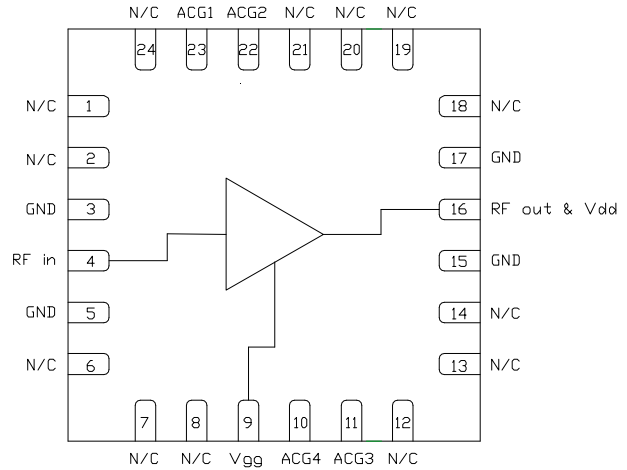 N/C ACG1 ACG2 N/C N/C N/C
24 23 22 21 20 19
N/C 1 18 N/C
N/C 2 17 GND
GND 3 16 RF out & Vdd
RF in 4 15 GND
GND 5 14 N/C
N/C 6 13 N/C
7 8 9 10 11 12
N/C N/C Vgg ACG4 ACG3 N/C